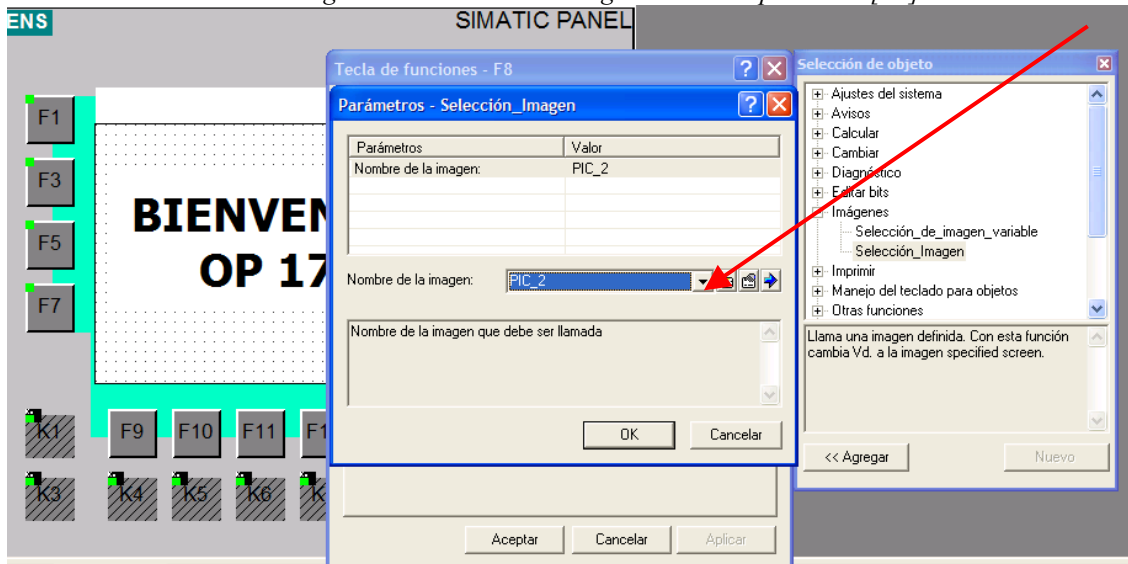 ENS
SIMATIC PANEL
Tecla de funciones - F8
Selección de objeto
Parámetros - Selección_Imagen
Parámetros Valor
Nombre de la imagen: PIC_2
Nombre de la imagen: PIC_2
Nombre de la imagen que debe ser llamada
OK Cancelar
Aceptar Cancelar Aplicar
Ajustes del sistema
Avisos
Calcular
Cambiar
Diagnóstico
Editar bits
Imágenes
Selección_de_imagen_variable
Selección_Imagen
Imprimir
Manejo del teclado para objetos
Otras funciones
Llama una imagen definida. Con esta función
cambia Vd. a la imagen specified screen.
<< Agregar Nuevo
F1
F3
F5
F7
BIENVEN
OP 17
K1 F9 F10 F11 F1
K3 K4 K5 K6 K